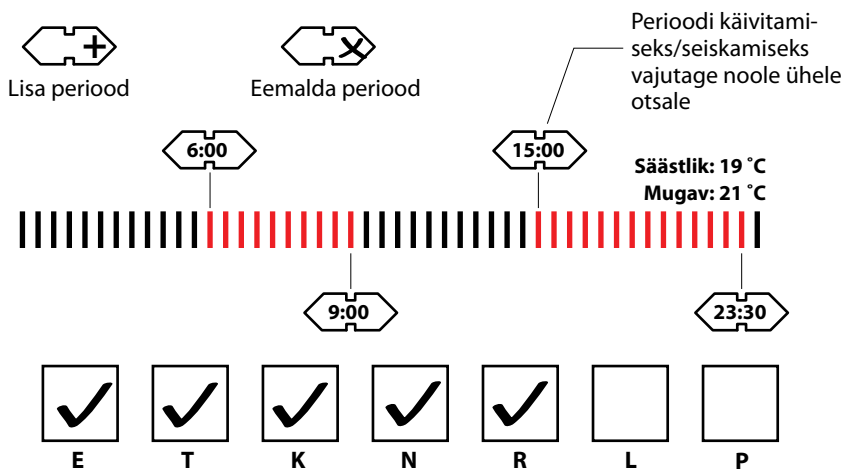 Lisa periood
Eemalda periood
Perioodi käivitami-
seks/seiskamiseks
vajutage noole ühele
otsale
6:00
15:00
Säästlik: 19 ˚C
Mugav: 21 ˚C
9:00
23:30
E T K N R L P